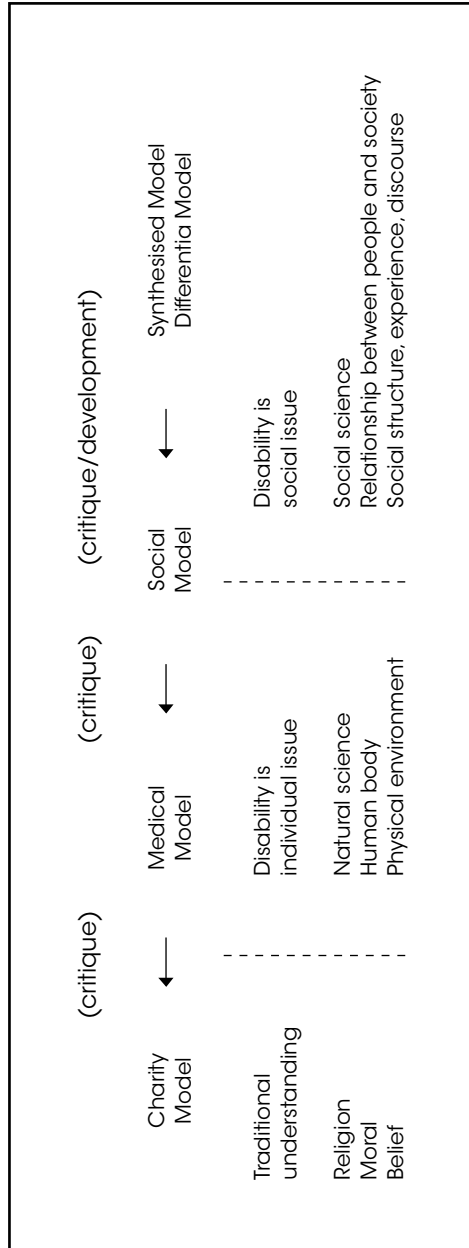 (critique)
(critique)
(critique/development)
Charity
Model
Medical
Model
Social
Model
Synthesised Model
Differentia Model
Traditional
understanding
Disability is
individual issue
Disability is
social issue
Religion
Moral
Belief
Natural science
Human body
Physical environment
Social science
Relationship between people and society
Social structure, experience, discourse